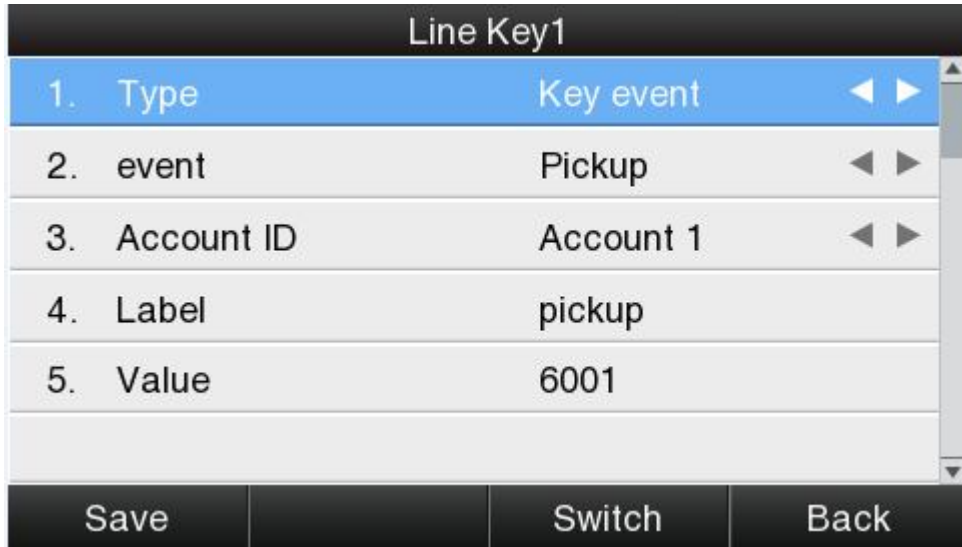 Line Key1
1. Type Key event
2. event Pickup
3. Account ID Account 1
4. Label pickup
5. Value 6001
Save Switch Back